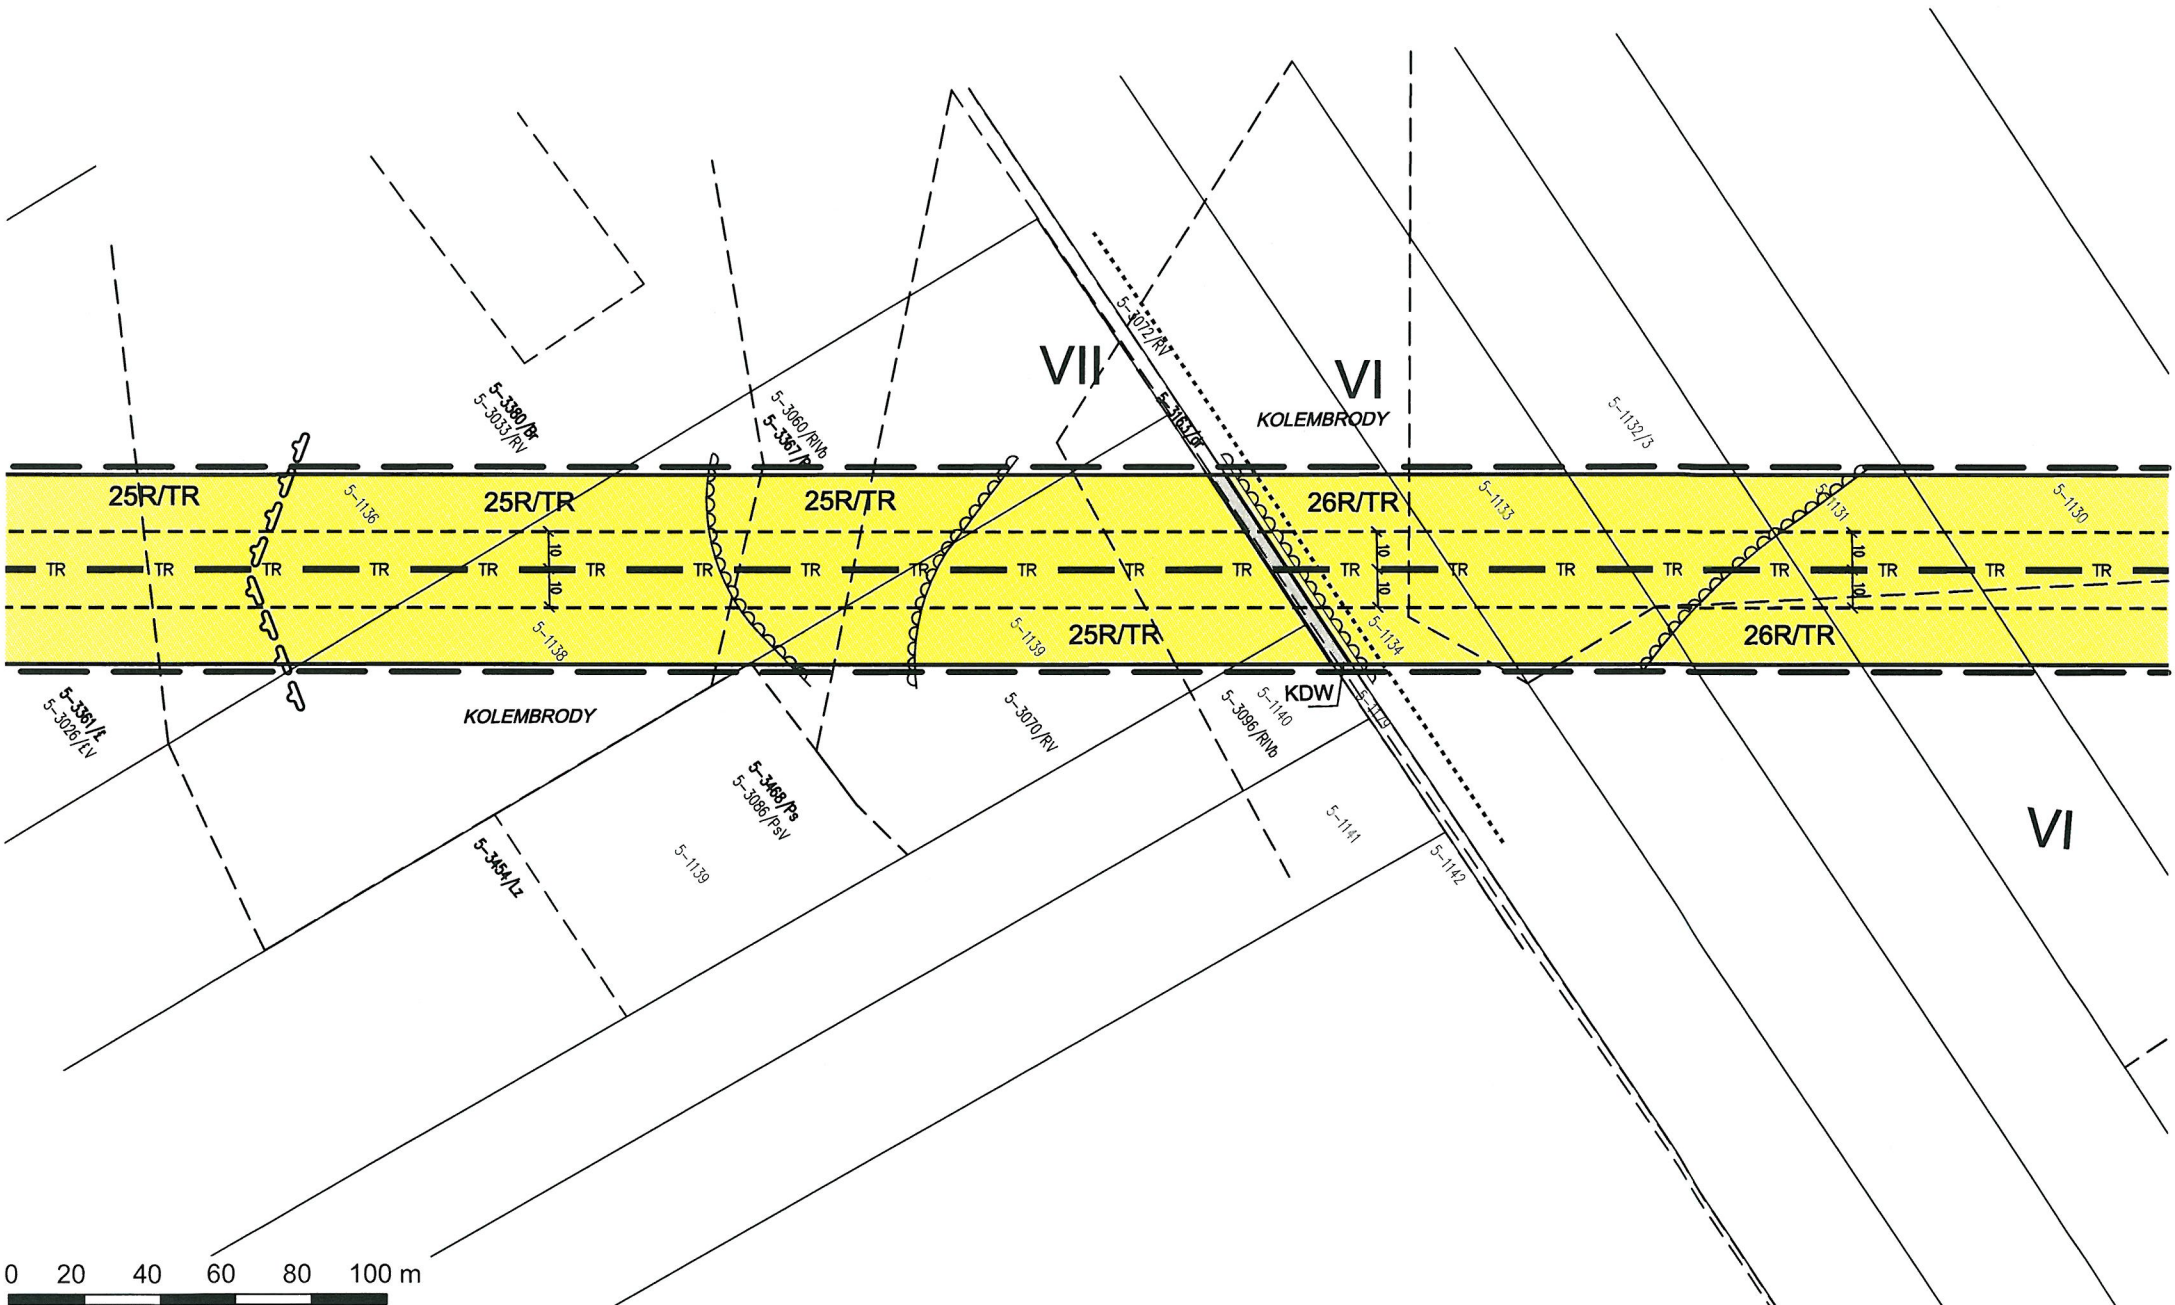 5-3072/RV
VII
VI
KOLEMBRODY
5-3380/Br
5-3033/RV
5-3060/RIVb
5-3163/dr
5-1132/3
25R/TR
5-1136
25R/TR
25R/TR
26R/TR
5-1133
5-1131
5-1130
10
10
10
TR TR TR TR TR TR TR TR TR TR TR TR TR TR TR TR TR TR TR TR
10
10
10
5-1138
5-1139
25R/TR
5-1134
26R/TR
5-3361/Ł
5-3026/ŁV
KOLEMBRODY
5-3070/RV
5-1140
5-3096/RIVb
KDW
5-1179
5-3468/Ps
5-3086/PsV
5-3454/Lz
5-1139
5-1141
5-1142
VI
0 20 40 60 80 100 m